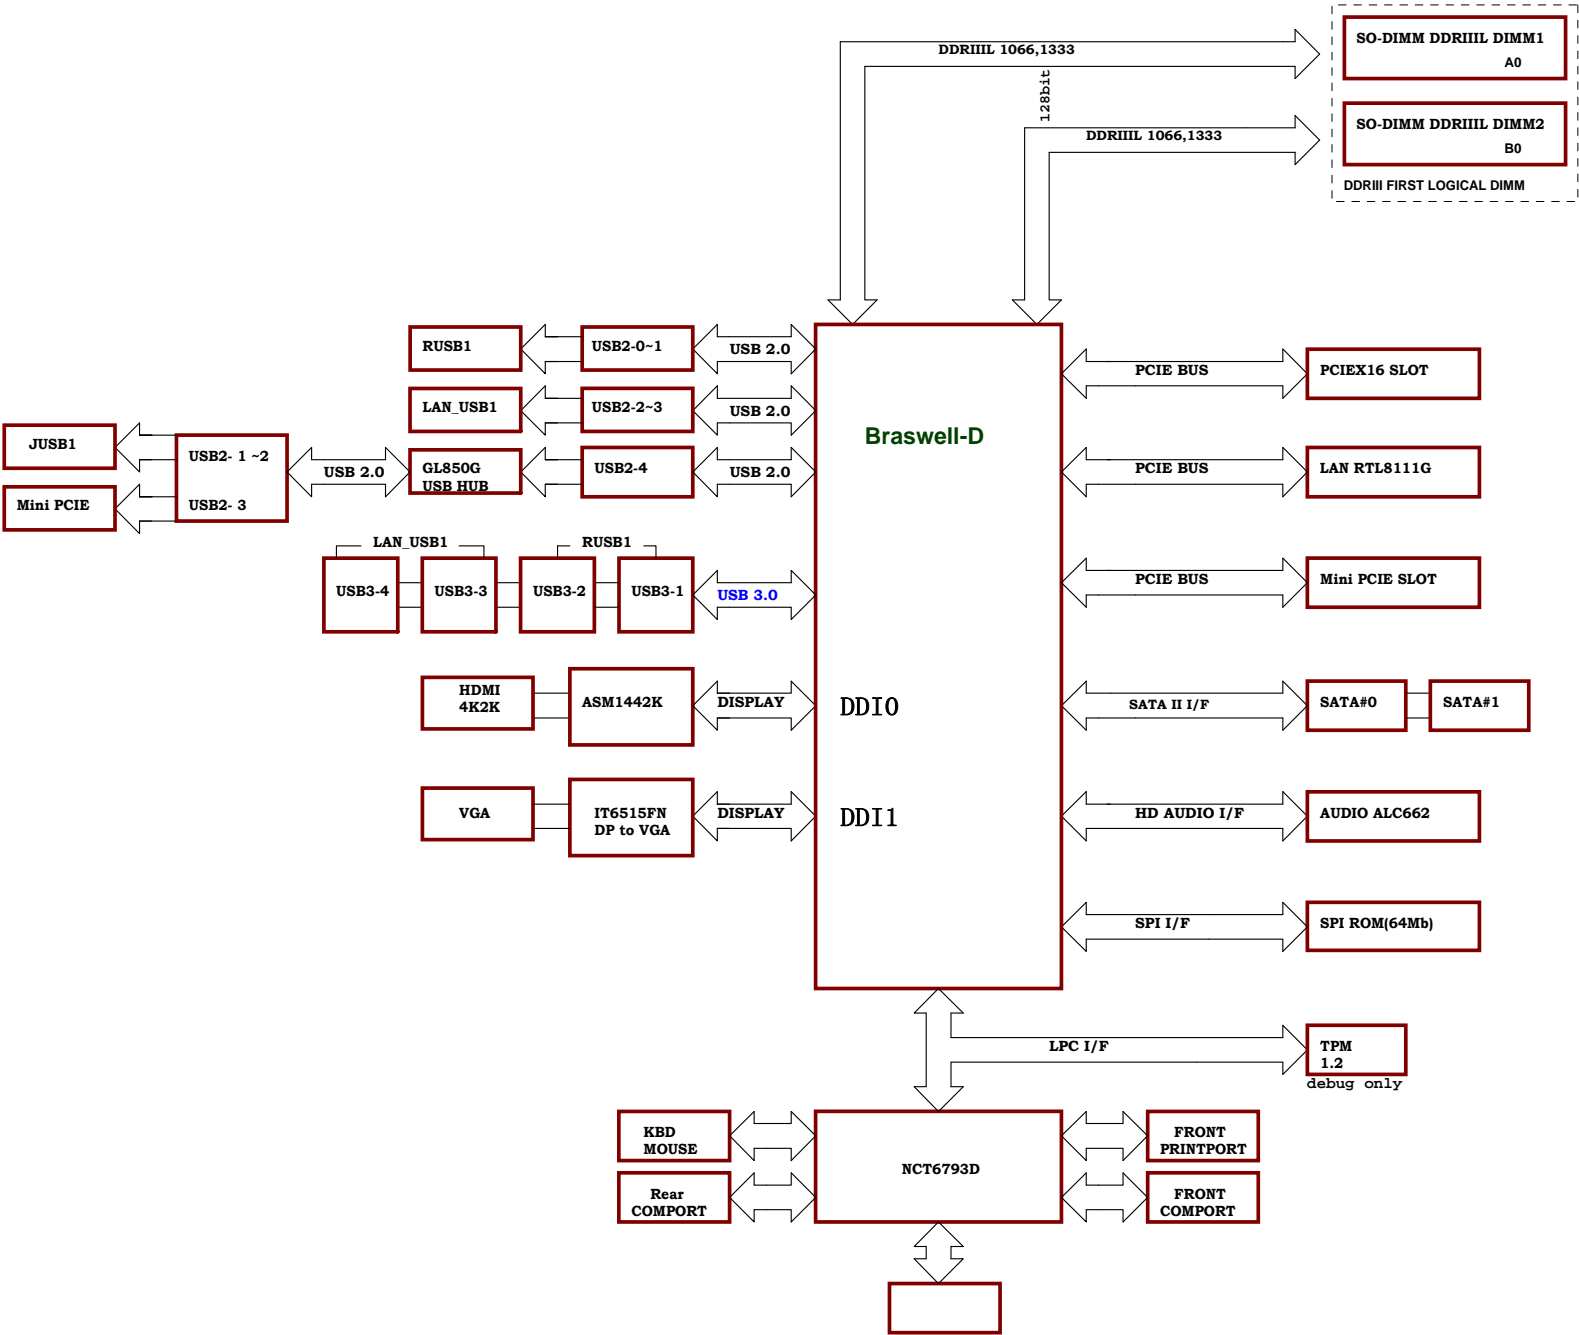 DDRIIIL 1066,1333
SO-DIMM DDRIIIL DIMM1
A0
128bit
DDRIIIL 1066,1333
SO-DIMM DDRIIIL DIMM2
B0
DDRIII FIRST LOGICAL DIMM
RUSB1
USB2-0~1
USB 2.0
PCIE BUS
PCIEX16 SLOT
LAN_USB1
USB2-2~3
USB 2.0
Braswell-D
JUSB1
USB2- 1 ~2
USB 2.0
GL850G
USB HUB
USB2-4
USB 2.0
PCIE BUS
LAN RTL8111G
Mini PCIE
USB2- 3
LAN_USB1
RUSB1
USB3-4
USB3-3
USB3-2
USB3-1
USB 3.0
PCIE BUS
Mini PCIE SLOT
HDMI
4K2K
ASM1442K
DISPLAY
DDI0
SATA II I/F
SATA#0
SATA#1
VGA
IT6515FN
DP to VGA
DISPLAY
DDI1
HD AUDIO I/F
AUDIO ALC662
SPI I/F
SPI ROM(64Mb)
LPC I/F
TPM
1.2
debug only
KBD
MOUSE
NCT6793D
FRONT
PRINTPORT
Rear
COMPORT
FRONT
COMPORT